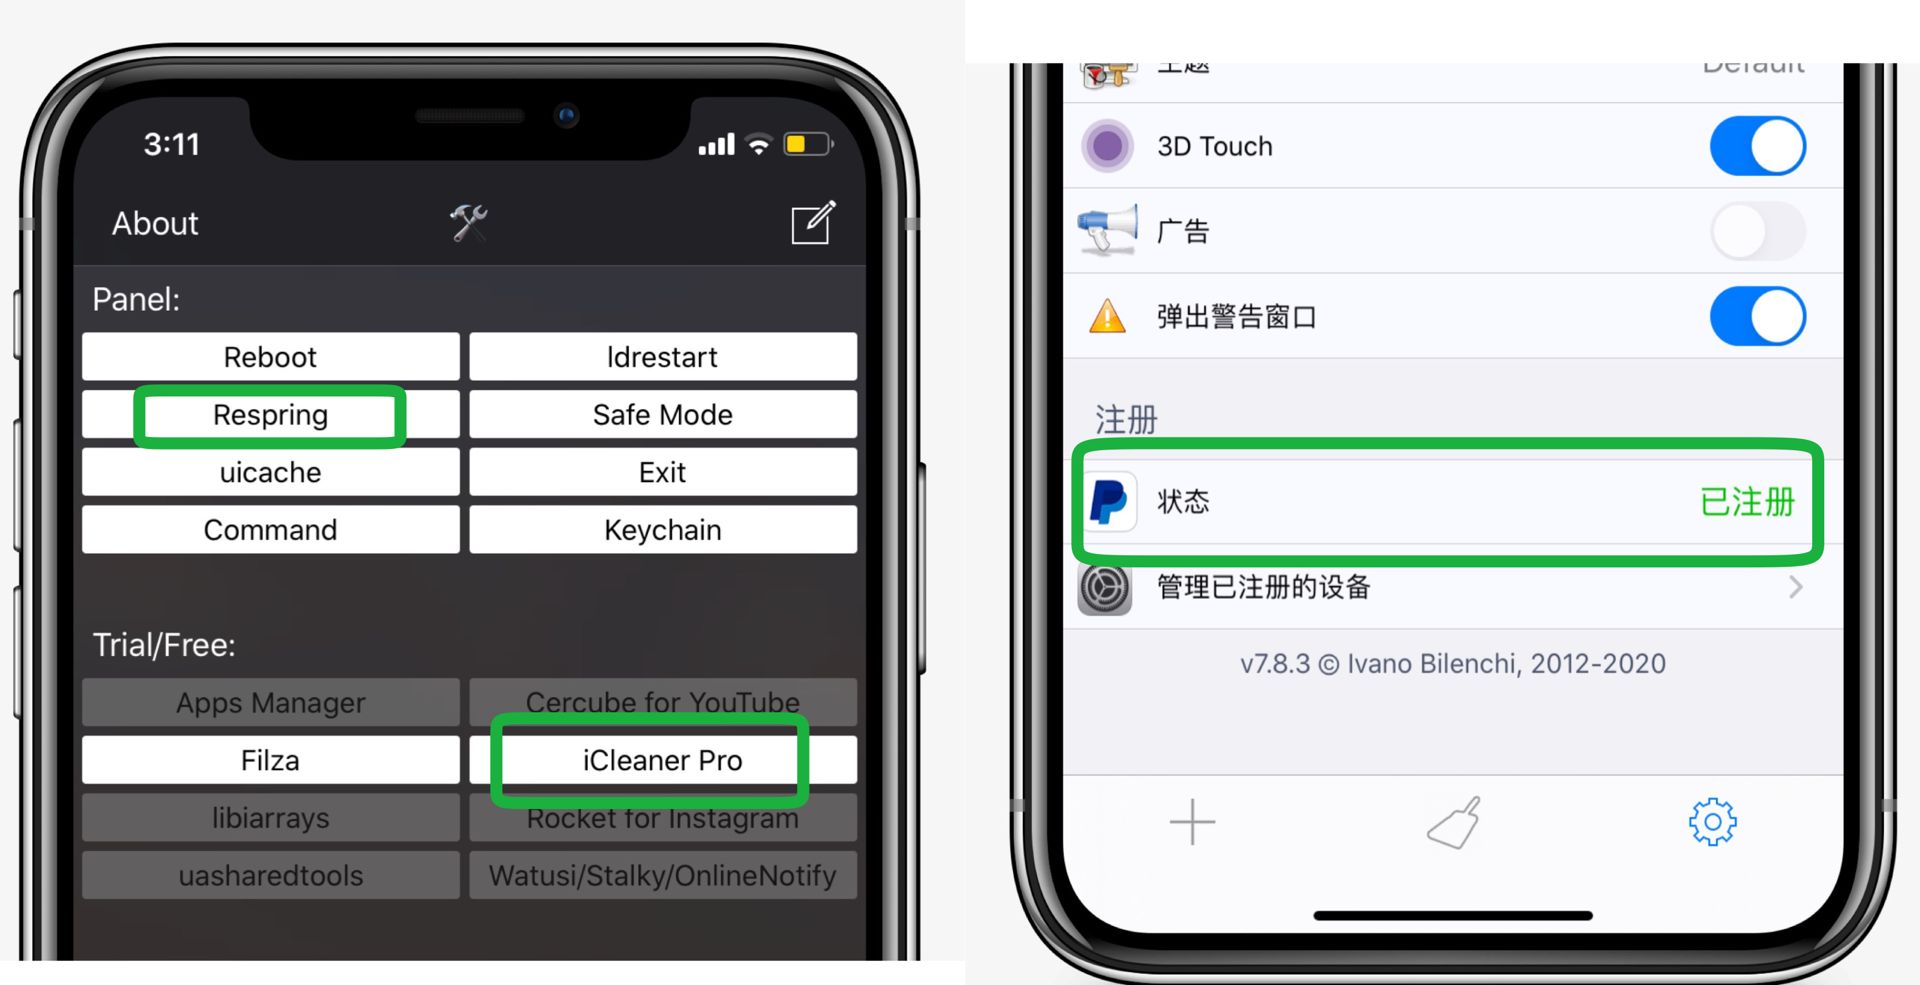 3:11
About
Panel:
Reboot
ldrestart
Respring
Safe Mode
uicache
Exit
Command
Keychain
Trial/Free:
Apps Manager
Cercube for YouTube
Filza
iCleaner Pro
libiarrays
Rocket for Instagram
uasharedtools
Watusi/Stalky/OnlineNotify
主题
Default
3D Touch
广告
弹出警告窗口
注册
状态
已注册
管理已注册的设备
v7.8.3 © Ivano Bilenchi, 2012-2020